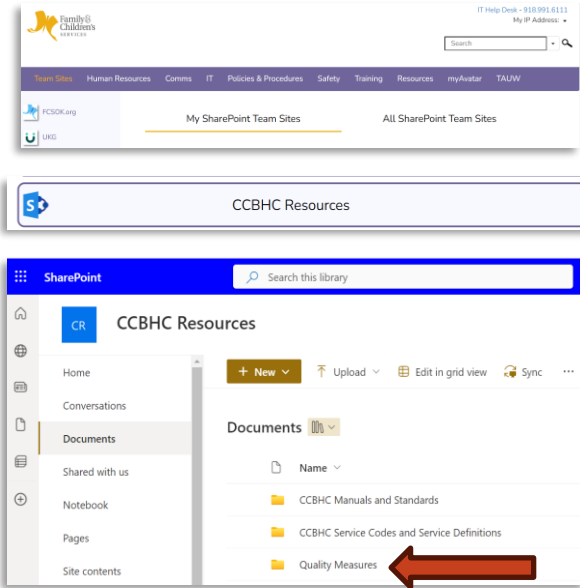 IT Help Desk - 918.991.6111
My IP Address:
Family &
Children's
SERVICES
Search
Team Sites Human Resources Comms IT Policies & Procedures Safety Training Resources myAvatar TAUW
FCSOK.org
My SharePoint Team Sites All SharePoint Team Sites
UKG
S CCBHC Resources
SharePoint Search this library
CR CCBHC Resources
Home
+ New Upload Edit in grid view Sync ...
Conversations
Documents
Documents
Shared with us
Name
Notebook
CCBHC Manuals and Standards
Pages
CCBHC Service Codes and Service Definitions
Site contents
Quality Measures